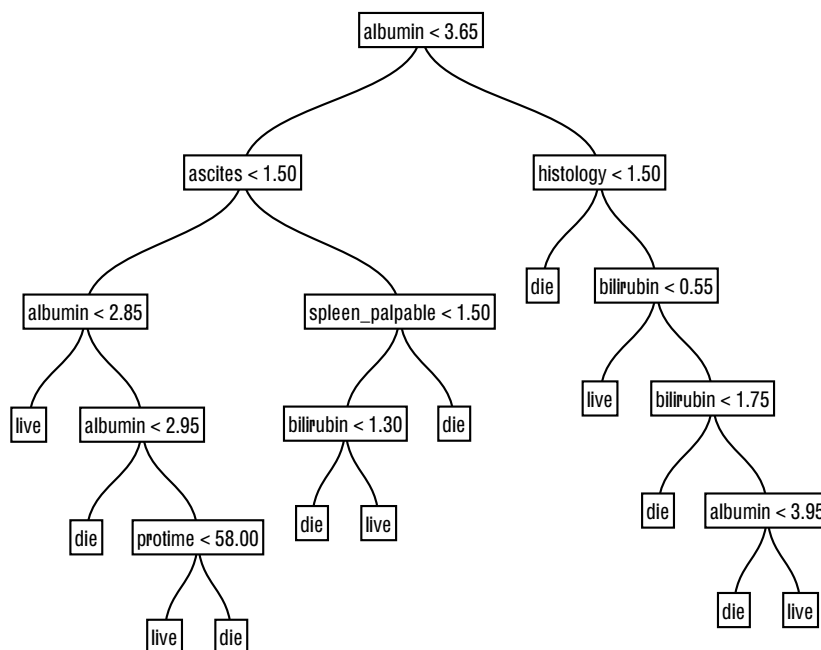 albumin < 3.65
ascites < 1.50
histology < 1.50
die
albumin < 2.85
spleen_palpable < 1.50
bilirubin < 0.55
live
albumin < 2.95
bilirubin < 1.30
die
live
bilirubin < 1.75
die
protime < 58.00
die
live
die
albumin < 3.95
live
die
die
live